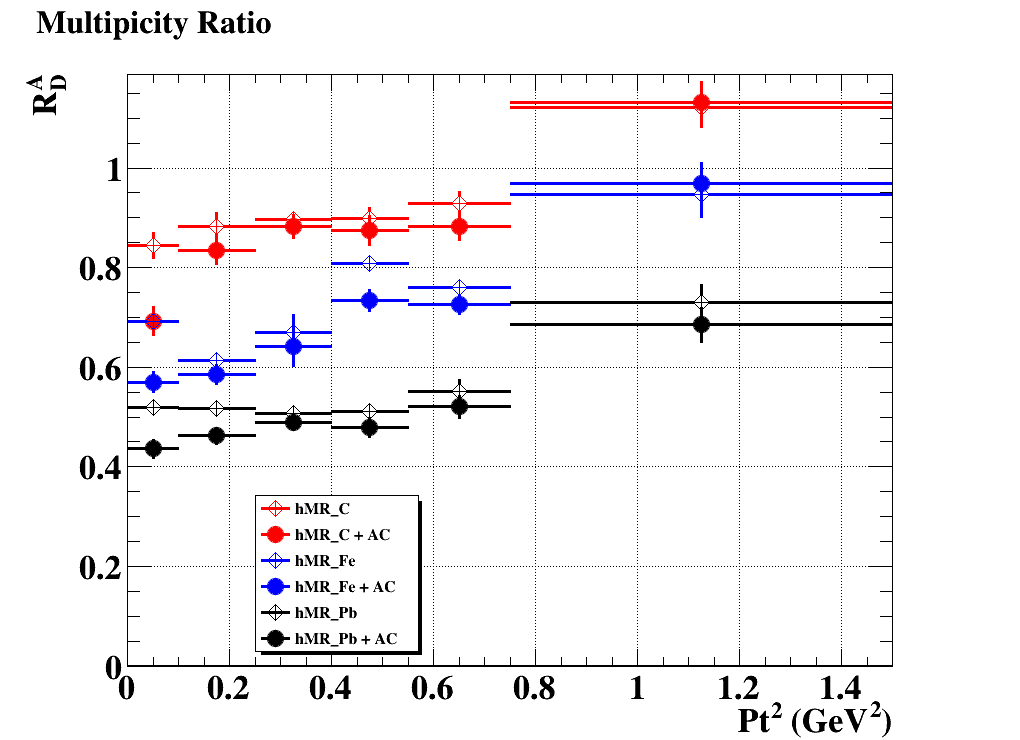 Multipicity Ratio
R_D^A
1
0.8
0.6
0.4
0.2
0
hMR_C
hMR_C + AC
hMR_Fe
hMR_Fe + AC
hMR_Pb
hMR_Pb + AC
0 0.2 0.4 0.6 0.8 1 1.2 1.4
Pt² (GeV²)